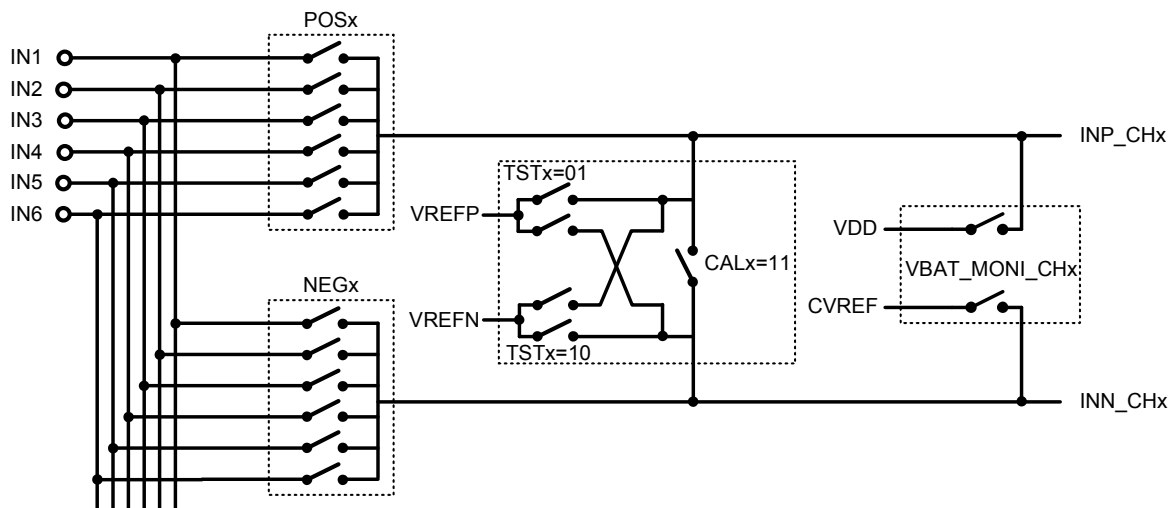 POSx
IN1
IN2
IN3
IN4
IN5
IN6
INP_CHx
TSTx=01
VREFP
CALx=11
VREFN
TSTx=10
VDD
VBAT_MONI_CHx
CVREF
NEGx
INN_CHx